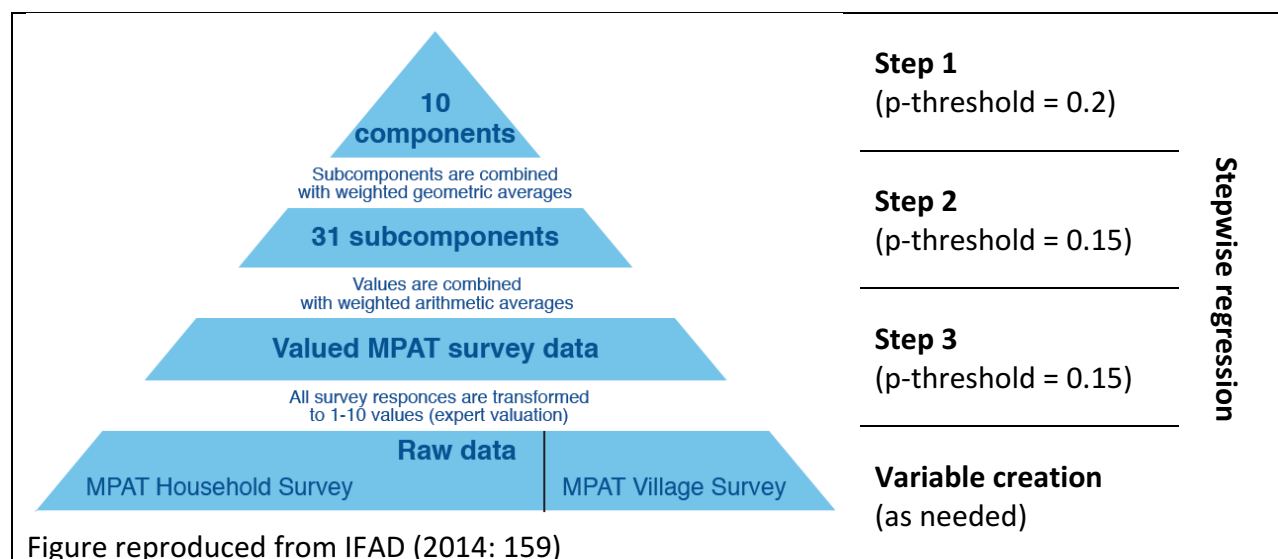 10
components
Subcomponents are combined
with weighted geometric averages
31 subcomponents
Values are combined
with weighted arithmetic averages
Valued MPAT survey data
All survey responces are transformed
to 1-10 values (expert valuation)
Raw data
MPAT Household Survey
MPAT Village Survey
Figure reproduced from IFAD (2014: 159)
Step 1
(p-threshold = 0.2)
Step 2
(p-threshold = 0.15)
Step 3
(p-threshold = 0.15)
Variable creation
(as needed)
Stepwise regression